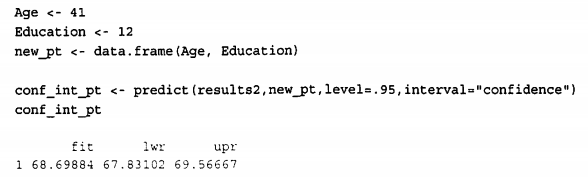 Age <- 41
Education <- 12
new_pt <- data.frame(Age, Education)
conf_int_pt <- predict(results2,new_pt,level=.95,interval="confidence")
conf_int_pt
fit lwr upr
1 68.69884 67.83102 69.56667